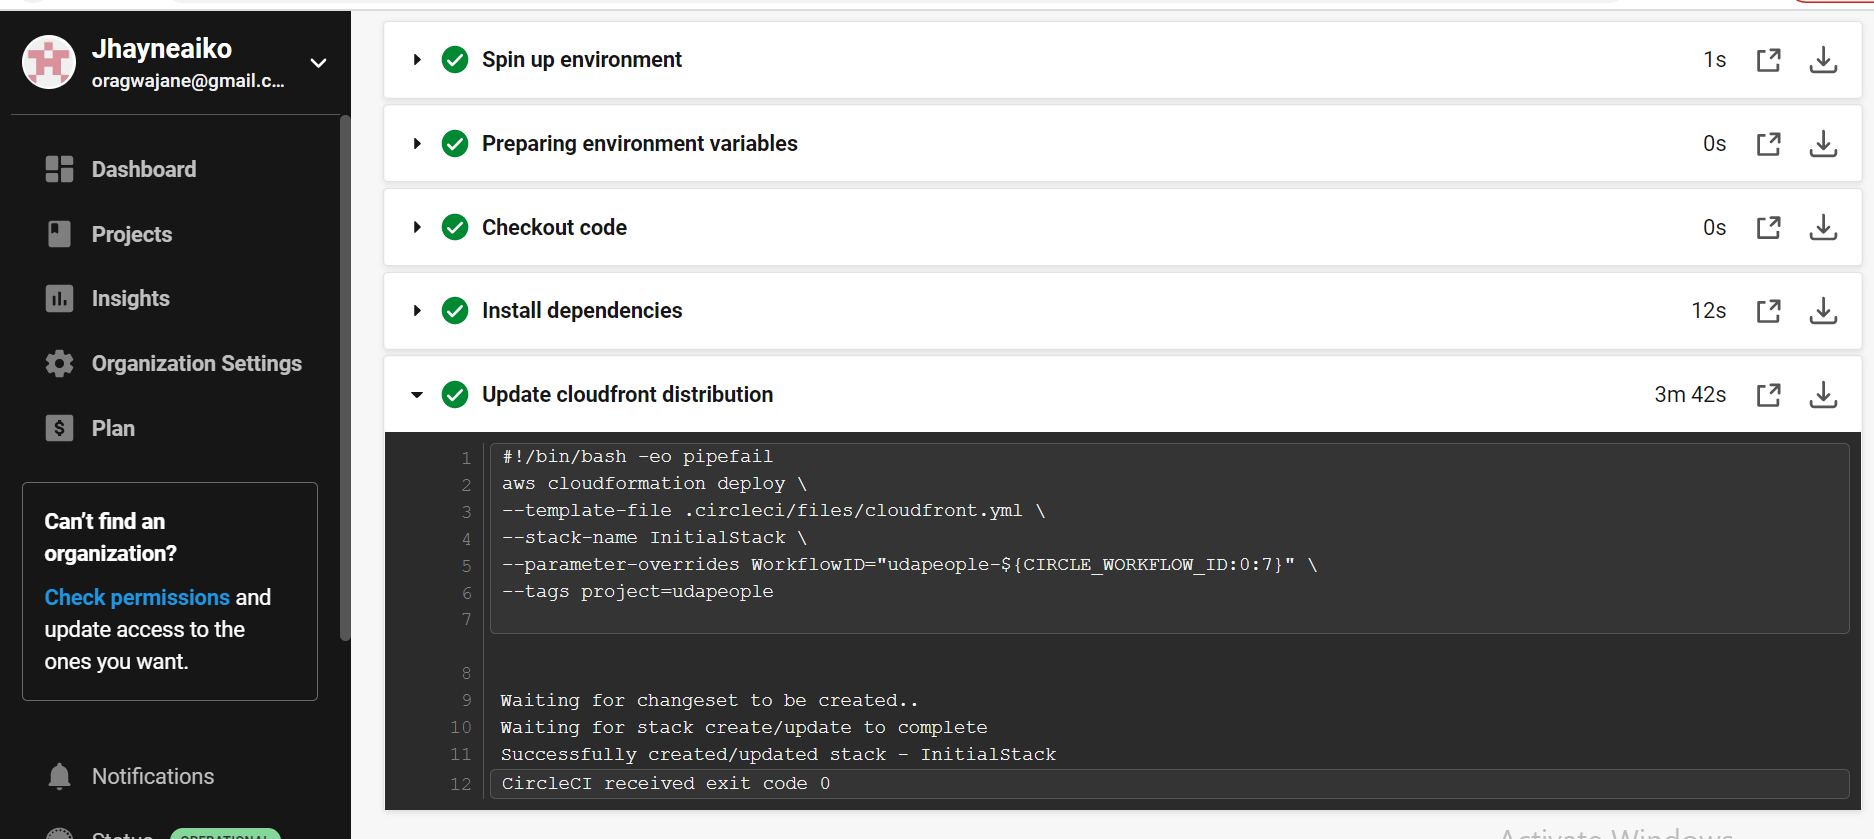 Jhayneaiko
oragwajane@gmail.c...
Dashboard
Projects
Insights
Organization Settings
Plan
Can't find an
organization?
Check permissions and
update access to the
ones you want.
Notifications
Status OPERATIONAL
Spin up environment 1s
Preparing environment variables 0s
Checkout code 0s
Install dependencies 12s
Update cloudfront distribution 3m 42s
1 #!/bin/bash -eo pipefail
2 aws cloudformation deploy \
3 --template-file .circleci/files/cloudfront.yml \
4 --stack-name InitialStack \
5 --parameter-overrides WorkflowID="udapeople-${CIRCLE_WORKFLOW_ID:0:7}" \
6 --tags project=udapeople
7
8
9 Waiting for changeset to be created..
10 Waiting for stack create/update to complete
11 Successfully created/updated stack - InitialStack
12 CircleCI received exit code 0
Activate Windows